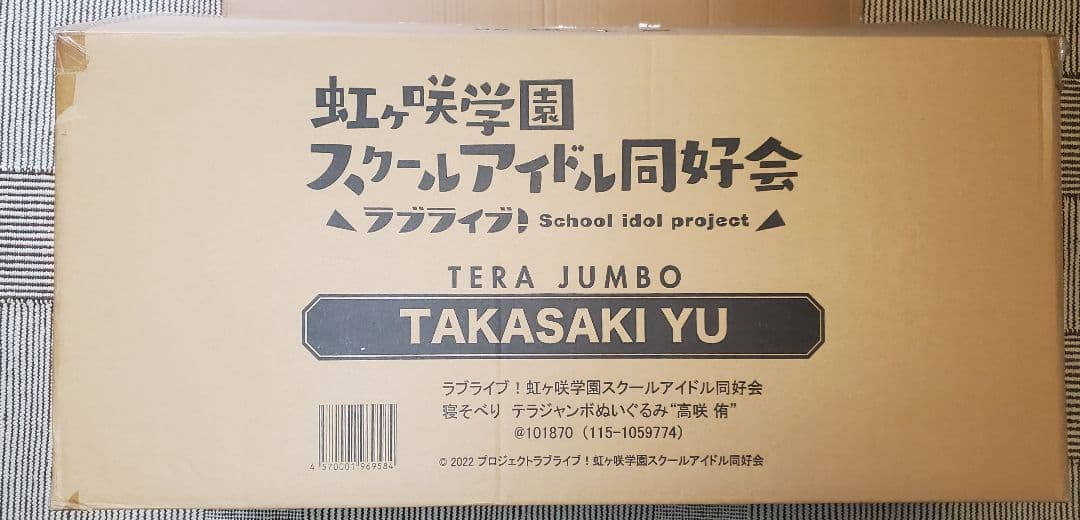 虹ヶ咲学園
スクールアイドル同好会
ラブライブ! School idol project
TERA JUMBO
TAKASAKI YU
ラブライブ!虹ヶ咲学園スクールアイドル同好会
寝そべり テラジャンボぬいぐるみ“高咲 侑”
@101870 (115-1059774)
4 570001 969584
© 2022 プロジェクトラブライブ!虹ヶ咲学園スクールアイドル同好会